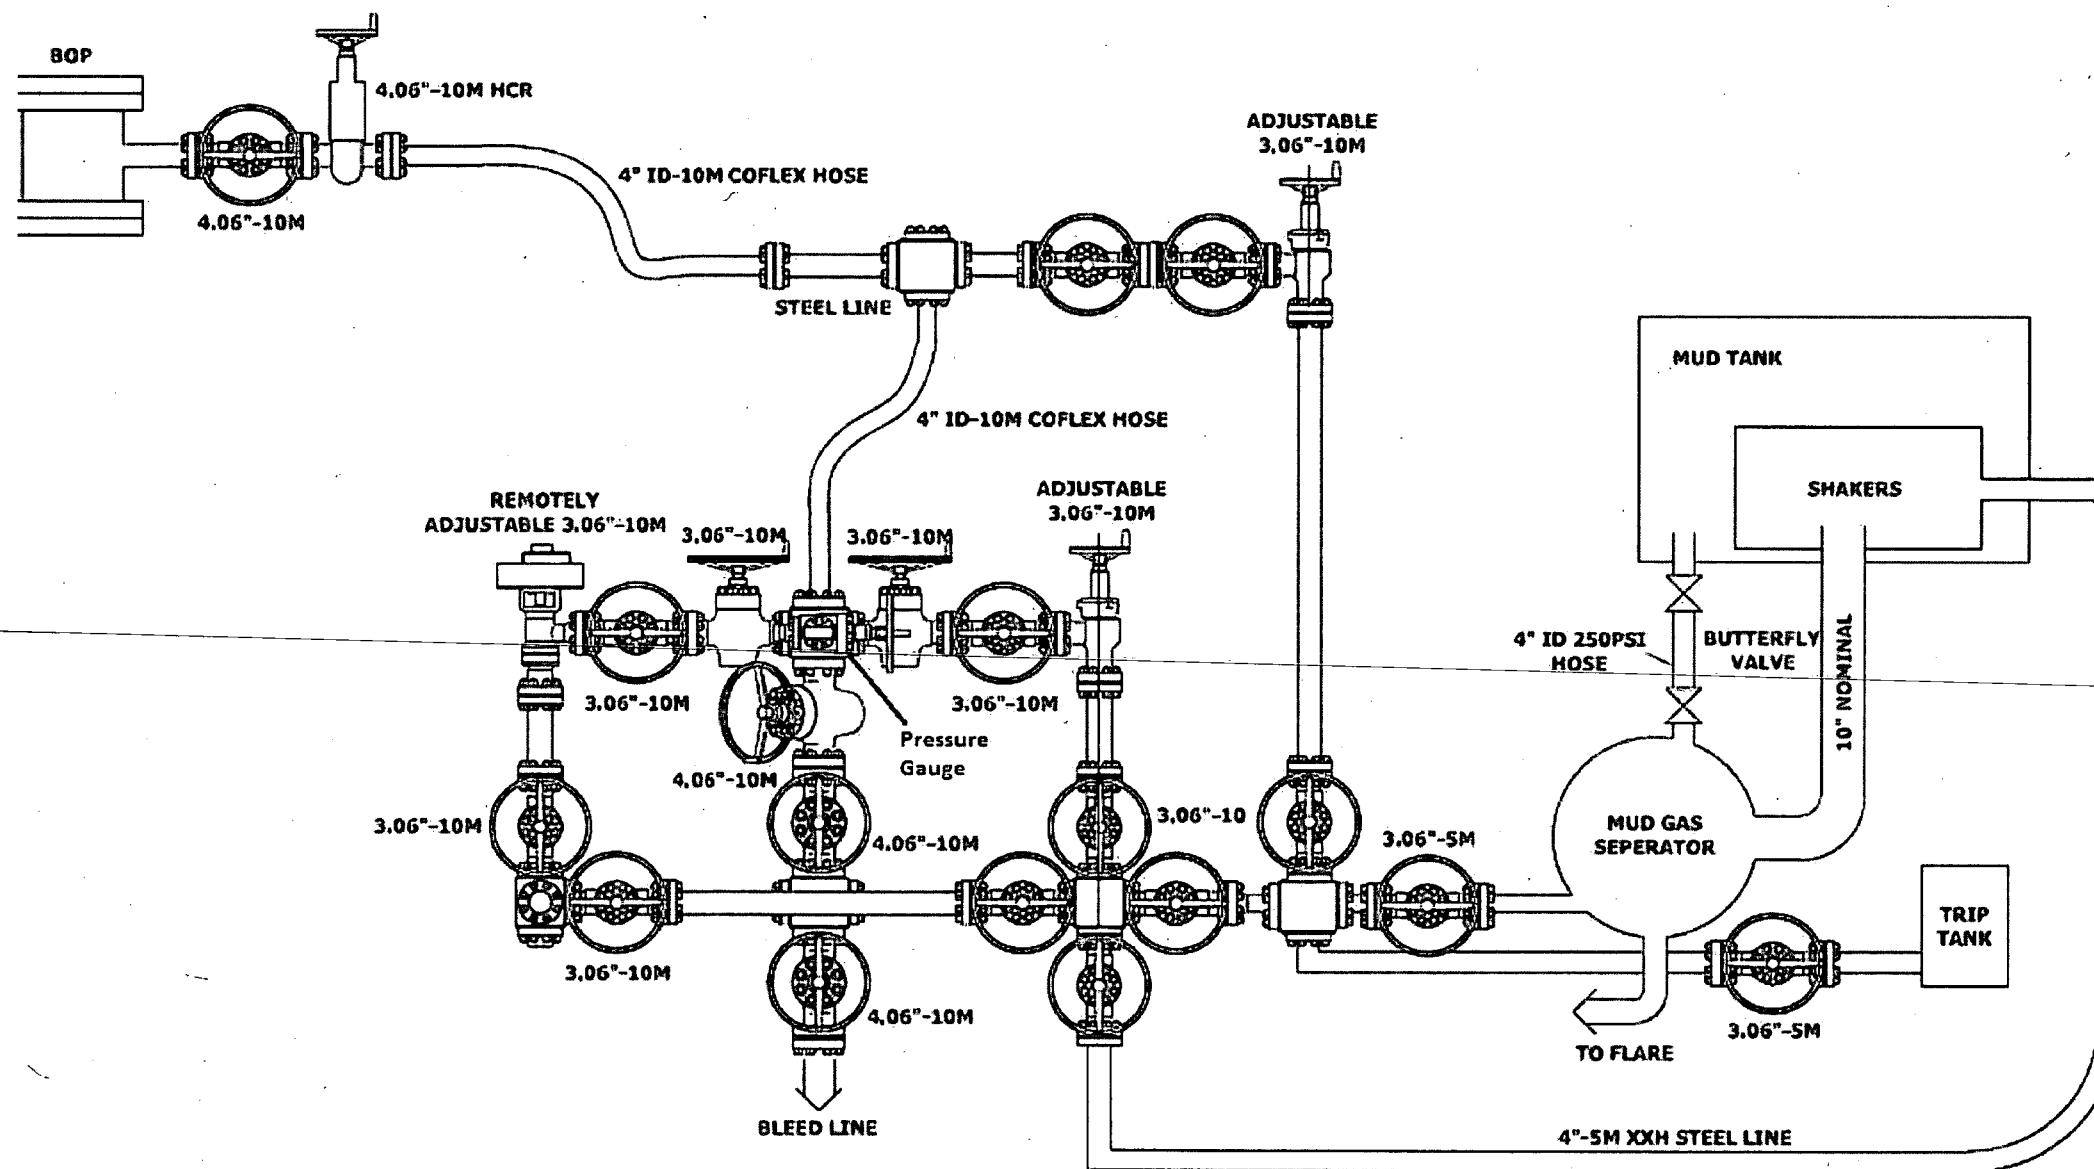 BOP
4.06"-10M HCR
4.06"-10M
4" ID-10M COFLEX HOSE
ADJUSTABLE
3.06"-10M
STEEL LINE
4" ID-10M COFLEX HOSE
MUD TANK
SHAKERS
REMOTELY
ADJUSTABLE 3.06"-10M
3.06"-10M
3.06"-10M
ADJUSTABLE
3.06"-10M
4" ID 250PSI
HOSE
BUTTERFLY
VALVE
10" NOMINAL
3.06"-10M
3.06"-10M
Pressure
Gauge
4.06"-10M
3.06"-10M
4.06"-10M
3.06"-10
3.06"-5M
MUD GAS
SEPERATOR
TRIP
TANK
3.06"-10M
4.06"-10M
3.06"-5M
TO FLARE
BLEED LINE
4"-5M XXH STEEL LINE